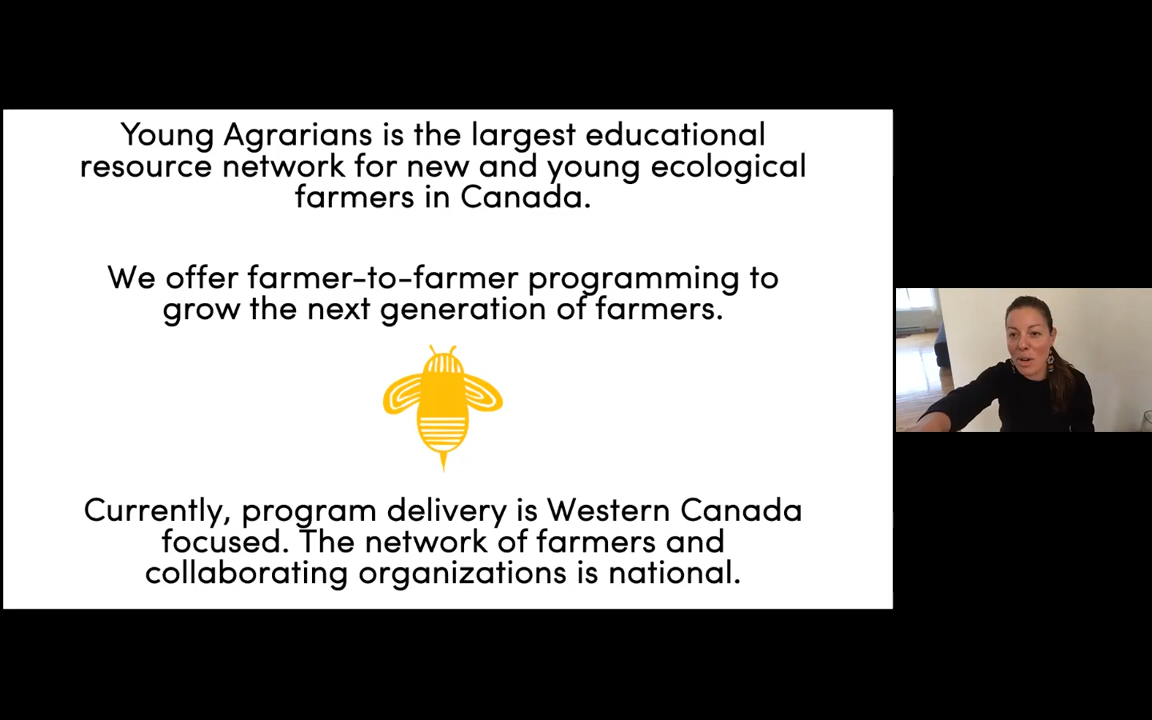 Young Agrarians is the largest educational
resource network for new and young ecological
farmers in Canada.
We offer farmer-to-farmer programming to
grow the next generation of farmers.
Currently, program delivery is Western Canada
focused. The network of farmers and
collaborating organizations is national.